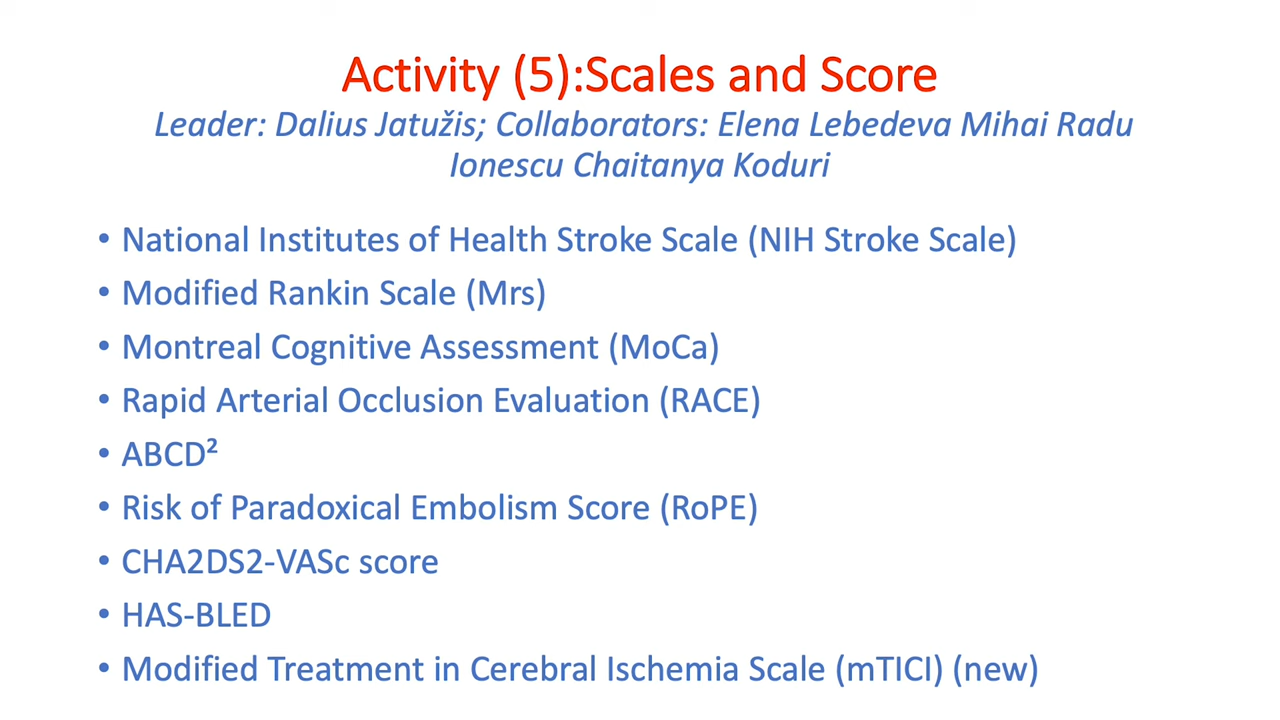 Activity (5):Scales and Score
Leader: Dalius Jatužis; Collaborators: Elena Lebedeva Mihai Radu
Ionescu Chaitanya Koduri
• National Institutes of Health Stroke Scale (NIH Stroke Scale)
• Modified Rankin Scale (Mrs)
• Montreal Cognitive Assessment (MoCa)
• Rapid Arterial Occlusion Evaluation (RACE)
• ABCD²
• Risk of Paradoxical Embolism Score (RoPE)
• CHA2DS2-VASc score
• HAS-BLED
• Modified Treatment in Cerebral Ischemia Scale (mTICI) (new)